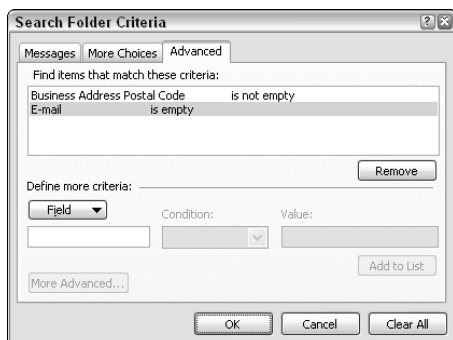 Search Folder Criteria
Messages More Choices Advanced
Find items that match these criteria:
Business Address Postal Code is not empty
E-mail is empty
Remove
Define more criteria:
Field Condition: Value:
Add to List
More Advanced...
OK Cancel Clear All